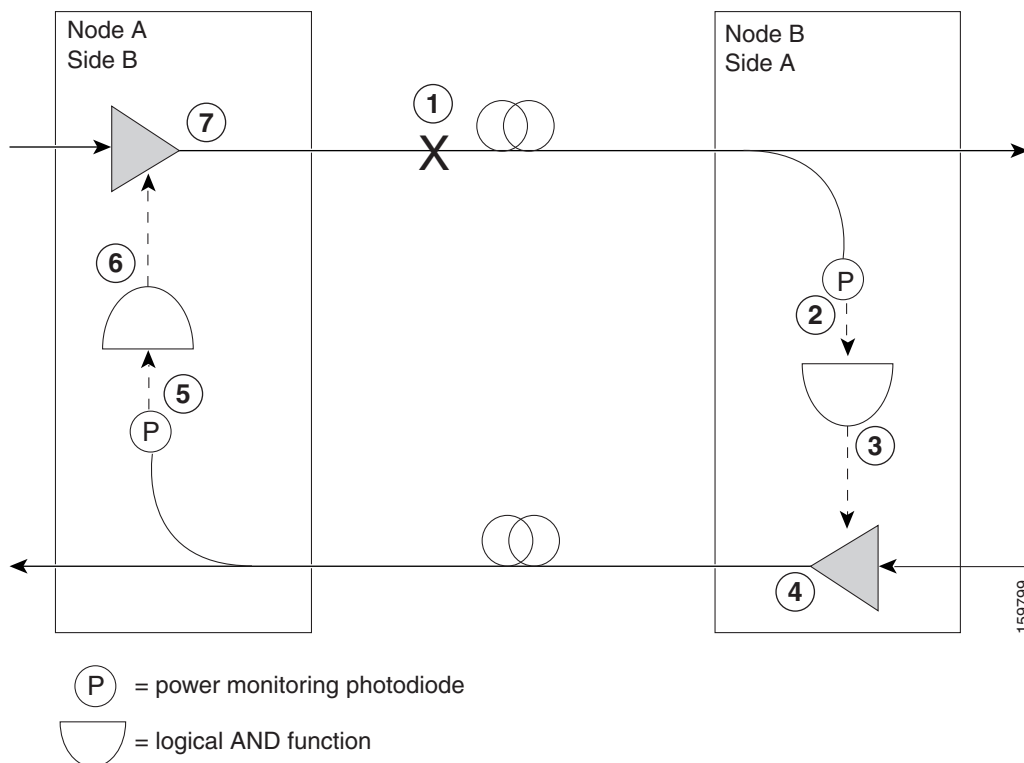 Node A
Side B
Node B
Side A
1
7
6
P
2
5
P
3
4
159799
P = power monitoring photodiode
= logical AND function